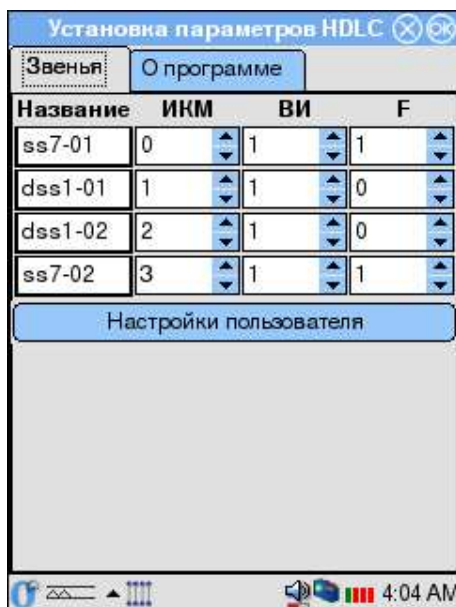 Установка параметров HDLC
Звенья О программе
Название ИКМ ВИ F
ss7-01 0 1 1
dss1-01 1 1 0
dss1-02 2 1 0
ss7-02 3 1 1
Настройки пользователя
4:04 AM